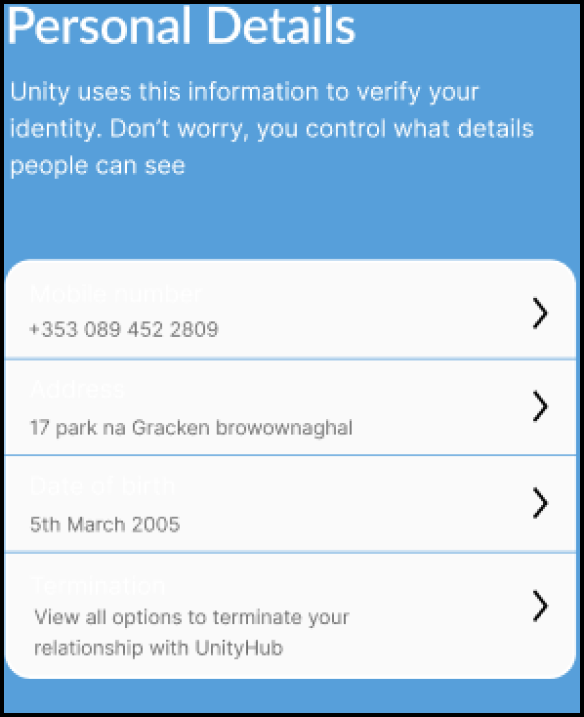 Personal Details
Unity uses this information to verify your
identity. Don’t worry, you control what details
people can see
Mobile number
+353 089 452 2809
Address
17 park na Gracken browownaghal
Date of birth
5th March 2005
Termination
View all options to terminate your
relationship with UnityHub